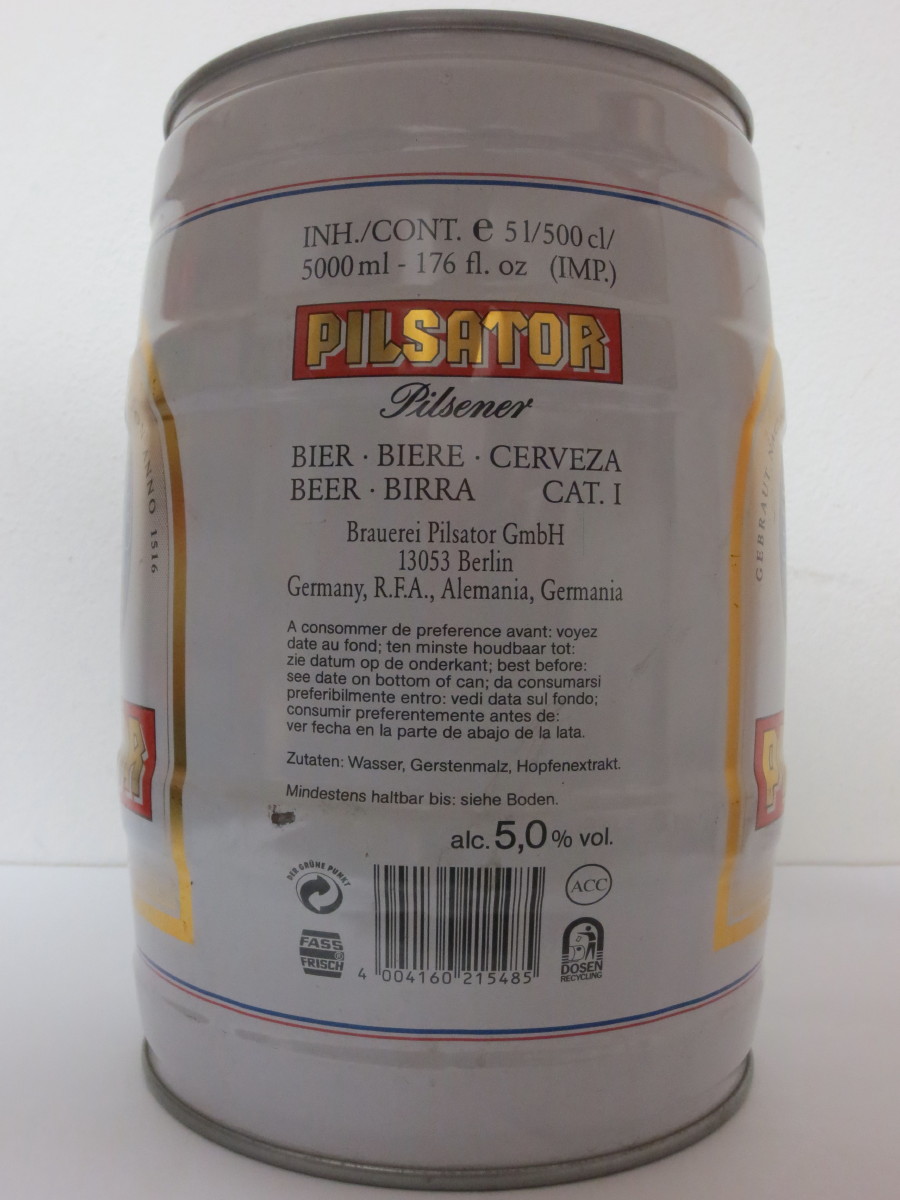 INH./CONT. e 5 l/500 cl/
5000 ml - 176 fl. oz (IMP.)
PILSATOR
Pilsener
BIER · BIERE · CERVEZA
BEER · BIRRA CAT. I
Brauerei Pilsator GmbH
13053 Berlin
Germany, R.F.A., Alemania, Germania
A consommer de preference avant: voyez
date au fond; ten minste houdbaar tot:
zie datum op de onderkant; best before:
see date on bottom of can; da consumarsi
preferibilmente entro: vedi data sul fondo;
consumir preferentemente antes de:
ver fecha en la parte de abajo de la lata.
Zutaten: Wasser, Gerstenmalz, Hopfenextrakt.
Mindestens haltbar bis: siehe Boden.
alc. 5,0 % vol.
DER GRÜNE PUNKT
FASS
FRISCH
4 004160 215485
ACC
DOSEN
RECYCLING
ANNO 1516
GEBRAUT